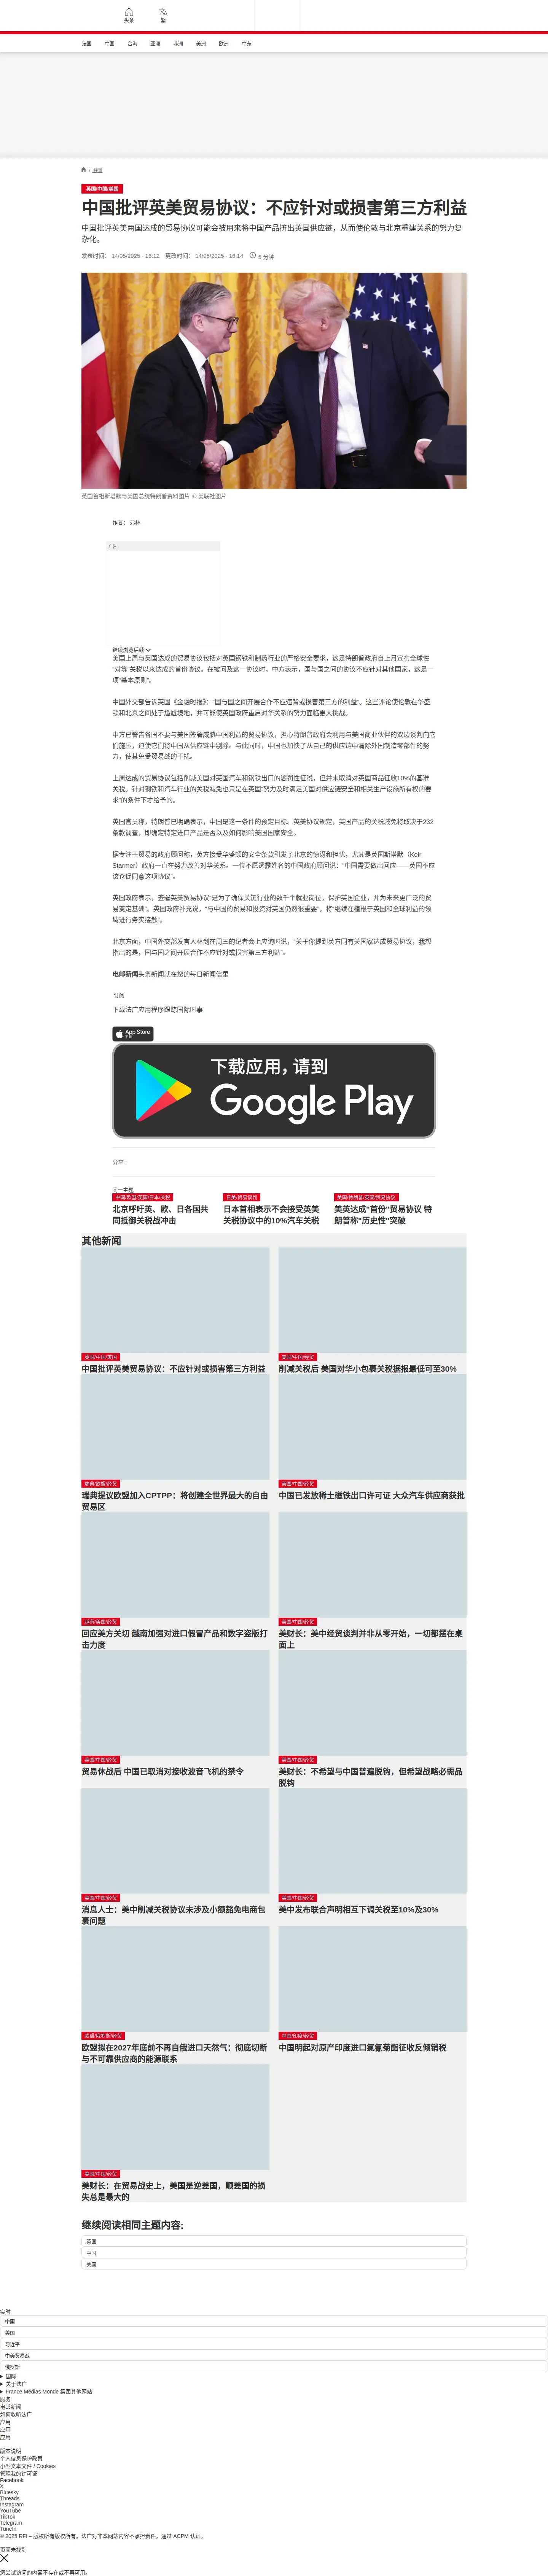 头条
繁
法国
中国
台海
亚洲
非洲
美洲
欧洲
中东
/ 经贸
英国/中国/美国
中国批评英美贸易协议：不应针对或损害第三方利益
中国批评英美两国达成的贸易协议可能会被用来将中国产品挤出英国供应链，从而使伦敦与北京重建关系的努力复
杂化。
发表时间： 14/05/2025 - 16:12 更改时间： 14/05/2025 - 16:14 5 分钟
英国首相斯塔默与美国总统特朗普资料图片 © 美联社图片
作者： 弗林
广告
继续浏览后续
美国上周与英国达成的贸易协议包括对英国钢铁和制药行业的严格安全要求，这是特朗普政府自上月宣布全球性
“对等”关税以来达成的首份协议。在被问及这一协议时，中方表示，国与国之间的协议不应针对其他国家，这是一
项“基本原则”。
中国外交部告诉英国《金融时报》：“国与国之间开展合作不应违背或损害第三方的利益”。这些评论使伦敦在华盛
顿和北京之间处于尴尬境地，并可能使英国政府重启对华关系的努力面临更大挑战。
中方已警告各国不要与美国签署威胁中国利益的贸易协议，担心特朗普政府会利用与美国商业伙伴的双边谈判向它
们施压，迫使它们将中国从供应链中剔除。与此同时，中国也加快了从自己的供应链中清除外国制造零部件的努
力，使其免受贸易战的干扰。
上周达成的贸易协议包括削减美国对英国汽车和钢铁出口的惩罚性征税，但并未取消对英国商品征收10%的基准
关税。针对钢铁和汽车行业的关税减免也只是在英国“努力及时满足美国对供应链安全和相关生产设施所有权的要
求”的条件下才给予的。
英国官员称，特朗普已明确表示，中国是这一条件的预定目标。英美协议规定，英国产品的关税减免将取决于232
条款调查，即确定特定进口产品是否以及如何影响美国国家安全。
据专注于贸易的政府顾问称，英方接受华盛顿的安全条款引发了北京的惊讶和担忧，尤其是英国斯塔默（Keir
Starmer）政府一直在努力改善对华关系。一位不愿透露姓名的中国政府顾问说：“中国需要做出回应——英国不应
该仓促同意这项协议”。
英国政府表示，签署英美贸易协议“是为了确保关键行业的数千个就业岗位，保护英国企业，并为未来更广泛的贸
易奠定基础”。英国政府补充说，“与中国的贸易和投资对英国仍然很重要”，将“继续在植根于英国和全球利益的领
域进行务实接触”。
北京方面，中国外交部发言人林剑在周三的记者会上应询时说，“关于你提到英方同有关国家达成贸易协议，我想
指出的是，国与国之间开展合作不应针对或损害第三方利益”。
电邮新闻头条新闻就在您的每日新闻信里
订阅
下载法广应用程序跟踪国际时事
App Store
下载
下载应用，请到
Google Play
分享 :
同一主题
中国/欧盟/英国/日本/关税
北京呼吁英、欧、日各国共
同抵御关税战冲击
日美/贸易谈判
日本首相表示不会接受英美
关税协议中的10%汽车关税
美国/特朗普/英国/贸易协议
美英达成“首份”贸易协议 特
朗普称“历史性”突破
其他新闻
英国/中国/美国
中国批评英美贸易协议：不应针对或损害第三方利益
美国/中国/经贸
削减关税后 美国对华小包裹关税据报最低可至30%
瑞典/欧盟/经贸
瑞典提议欧盟加入CPTPP：将创建全世界最大的自由
贸易区
美国/中国/经贸
中国已发放稀土磁铁出口许可证 大众汽车供应商获批
越南/美国/经贸
回应美方关切 越南加强对进口假冒产品和数字盗版打
击力度
美国/中国/经贸
美财长：美中经贸谈判并非从零开始，一切都摆在桌
面上
美国/中国/经贸
贸易休战后 中国已取消对接收波音飞机的禁令
美国/中国/经贸
美财长：不希望与中国普遍脱钩，但希望战略必需品
脱钩
美国/中国/经贸
消息人士：美中削减关税协议未涉及小额豁免电商包
裹问题
美国/中国/经贸
美中发布联合声明相互下调关税至10%及30%
欧盟/俄罗斯/经贸
欧盟拟在2027年底前不再自俄进口天然气：彻底切断
与不可靠供应商的能源联系
中国/印度/经贸
中国明起对原产印度进口氯氰菊酯征收反倾销税
美国/中国/经贸
美财长：在贸易战史上，美国是逆差国，顺差国的损
失总是最大的
继续阅读相同主题内容:
英国
中国
美国
实时
中国
美国
习近平
中美贸易战
俄罗斯
国际
关于法广
France Médias Monde 集团其他网站
服务
电邮新闻
如何收听法广
应用
应用
应用
版本说明
个人信息保护政策
小型文本文件 / Cookies
管理我的许可证
Facebook
X
Bluesky
Threads
Instagram
YouTube
TikTok
Telegram
TuneIn
© 2025 RFI – 版权所有版权所有。法广对非本网站内容不承担责任。通过 ACPM 认证。
页面未找到
您尝试访问的内容不存在或不再可用。